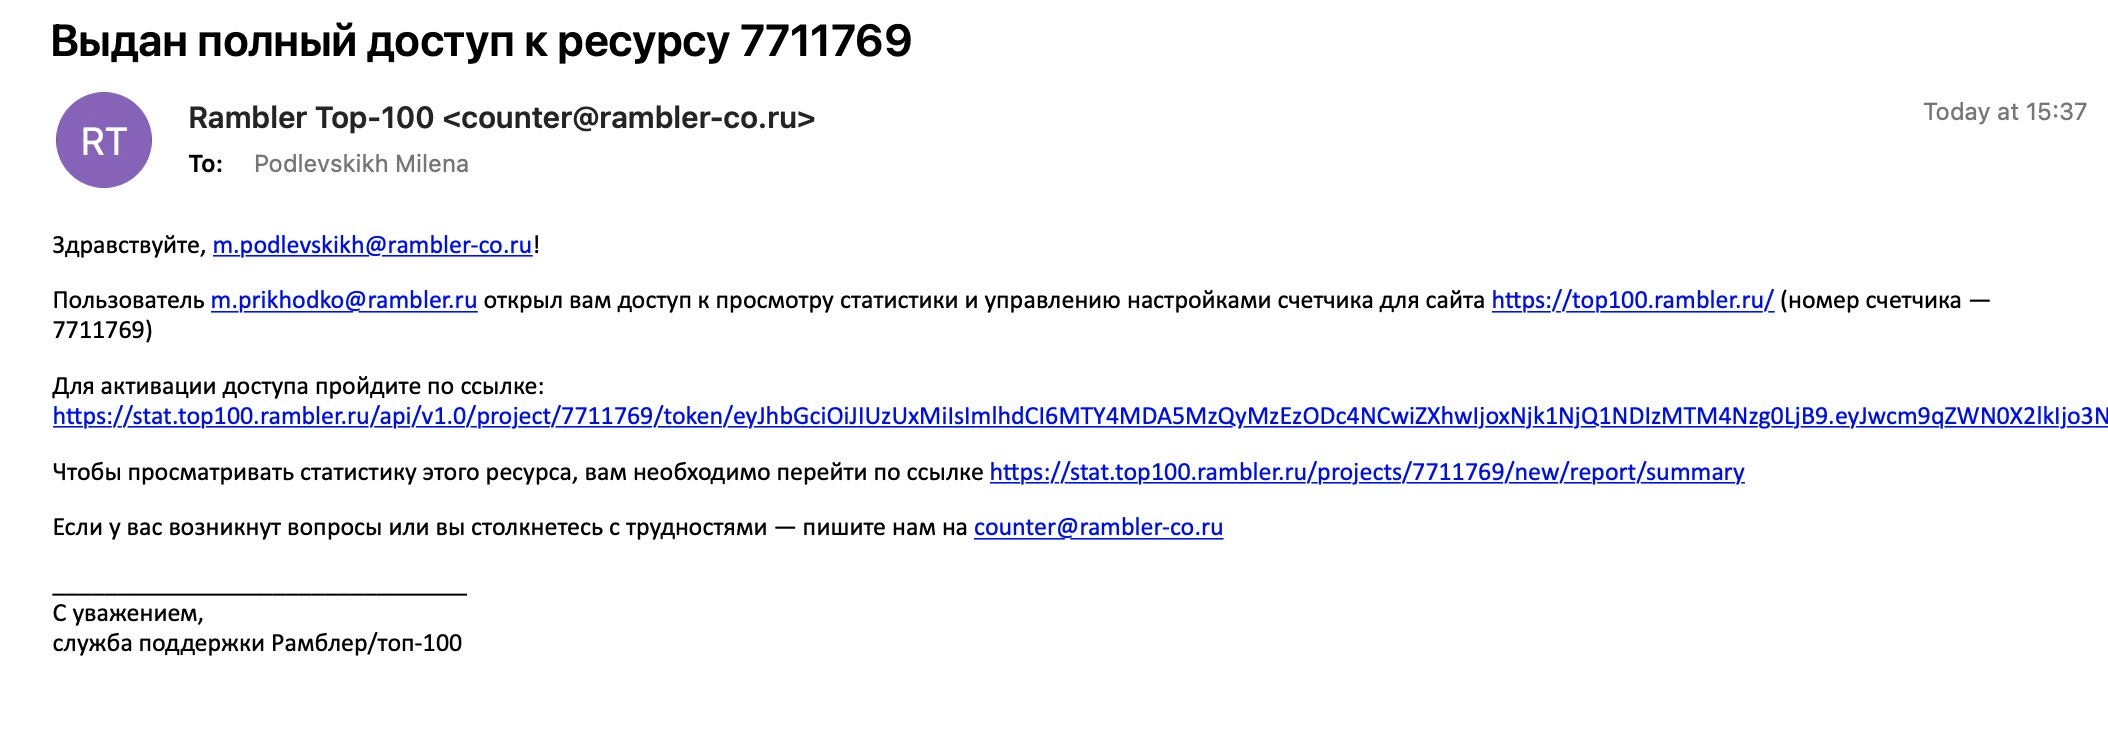 Выдан полный доступ к ресурсу 7711769
RT
Rambler Top-100 <counter@rambler-co.ru>
Today at 15:37
To: Podlevskikh Milena
Здравствуйте, m.podlevskikh@rambler-co.ru!
Пользователь m.prikhodko@rambler.ru открыл вам доступ к просмотру статистики и управлению настройками счетчика для сайта https://top100.rambler.ru/ (номер счетчика —
7711769)
Для активации доступа пройдите по ссылке:
https://stat.top100.rambler.ru/api/v1.0/project/7711769/token/eyJhbGciOiJIUzUxMiIsImlhdCI6MTY4MDA5MzQyMzEzODc4NCwiZXhwIjoxNjk1NjQ1NDIzMTM4Nzg0LjB9.eyJwcm9qZWN0X2lkIjo3N
Чтобы просматривать статистику этого ресурса, вам необходимо перейти по ссылке https://stat.top100.rambler.ru/projects/7711769/new/report/summary
Если у вас возникнут вопросы или вы столкнетесь с трудностями — пишите нам на counter@rambler-co.ru
С уважением,
служба поддержки Рамблер/топ-100